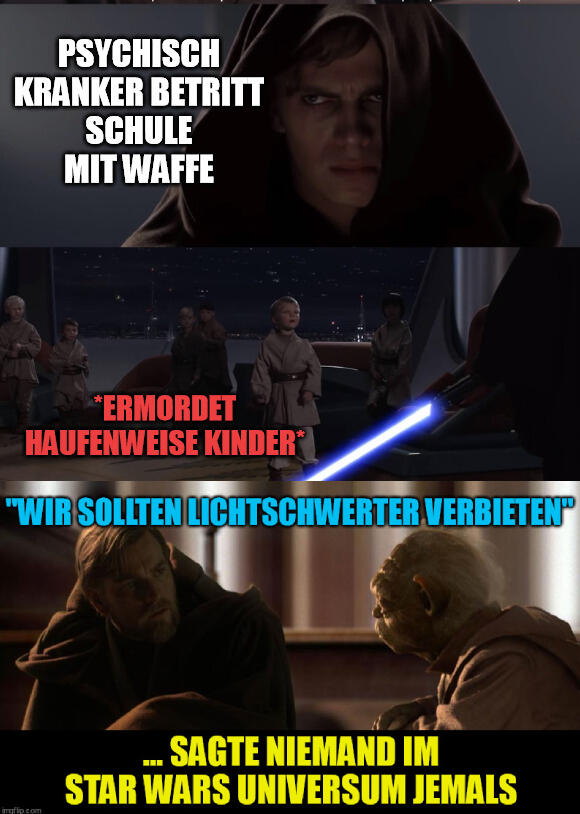 PSYCHISCH
KRANKER BETRITT
SCHULE
MIT WAFFE
*ERMORDET
HAUFENWEISE KINDER*
"WIR SOLLTEN LICHTSCHWERTER VERBIETEN"
... SAGTE NIEMAND IM
STAR WARS UNIVERSUM JEMALS
imgflip.com